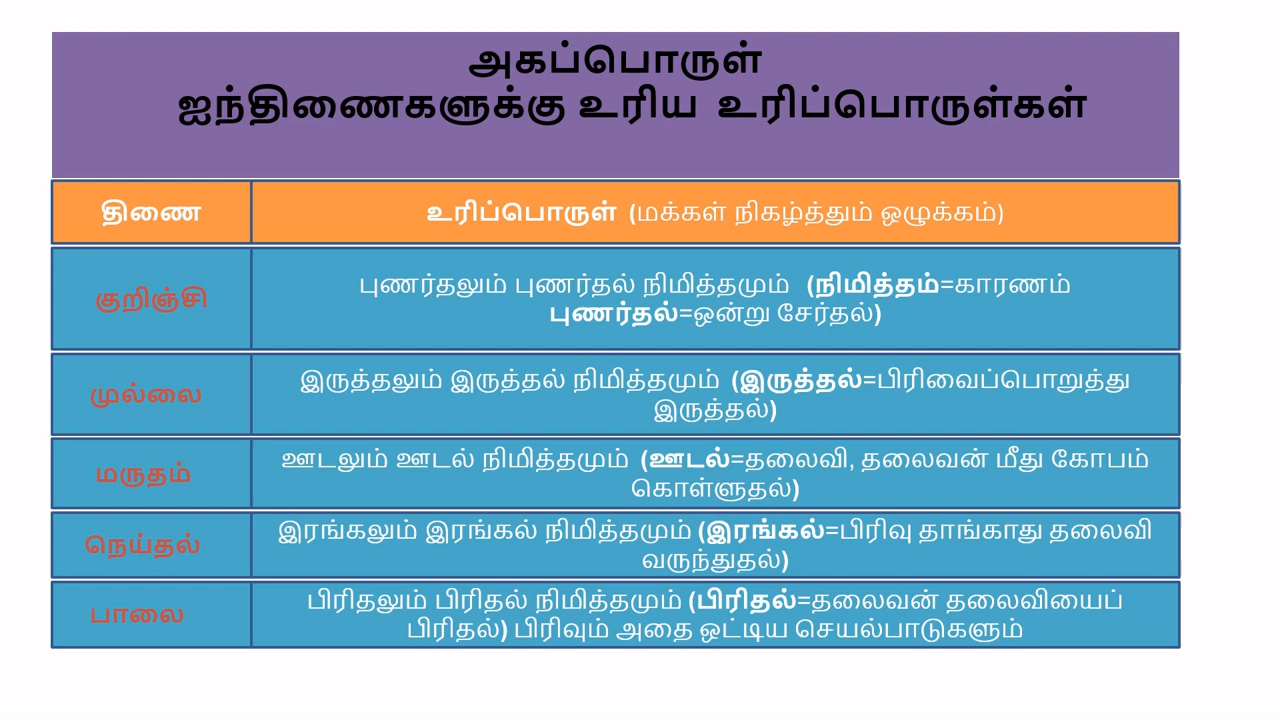 அகப்பொருள்
ஐந்திணைகளுக்கு உரிய உரிப்பொருள்கள்
திணை
உரிப்பொருள் (மக்கள் நிகழ்த்தும் ஒழுக்கம்)
குறிஞ்சி
புணர்தலும் புணர்தல் நிமித்தமும் (நிமித்தம்=காரணம்
புணர்தல்=ஒன்று சேர்தல்)
முல்லை
இருத்தலும் இருத்தல் நிமித்தமும் (இருத்தல்=பிரிவைப்பொறுத்து
இருத்தல்)
மருதம்
ஊடலும் ஊடல் நிமித்தமும் (ஊடல்=தலைவி, தலைவன் மீது கோபம்
கொள்ளுதல்)
நெய்தல்
இரங்கலும் இரங்கல் நிமித்தமும் (இரங்கல்=பிரிவு தாங்காது தலைவி
வருந்துதல்)
பாலை
பிரிதலும் பிரிதல் நிமித்தமும் (பிரிதல்=தலைவன் தலைவியைப்
பிரிதல்) பிரிவும் அதை ஒட்டிய செயல்பாடுகளும்